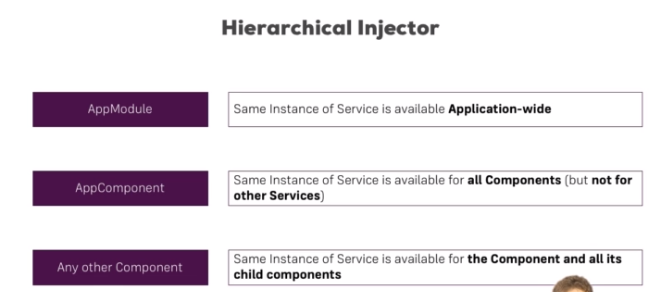 Hierarchical Injector
AppModule
Same Instance of Service is available Application-wide
AppComponent
Same Instance of Service is available for all Components (but not for
other Services)
Any other Component
Same Instance of Service is available for the Component and all its
child components